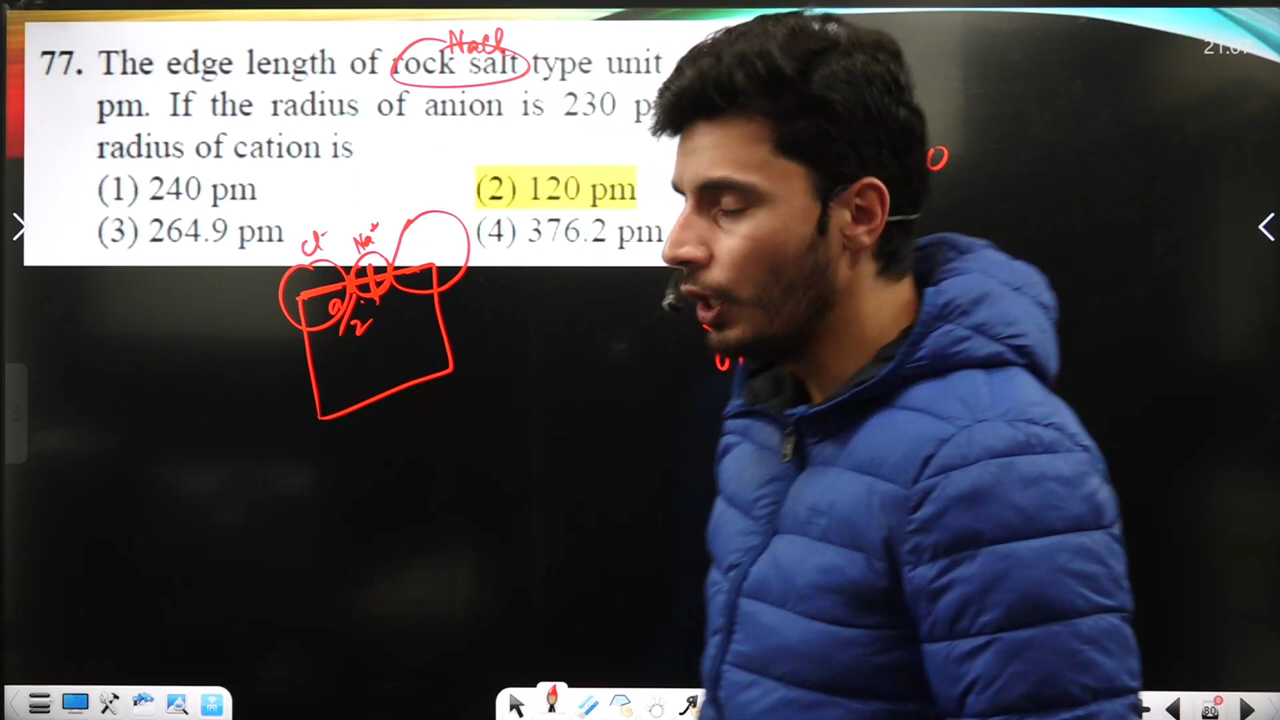 77. The edge length of rock salt type unit
NaCl
pm. If the radius of anion is 230 p
radius of cation is
(1) 240 pm
(2) 120 pm
(3) 264.9 pm
(4) 376.2 pm
Cl-
Na+
a/2
80